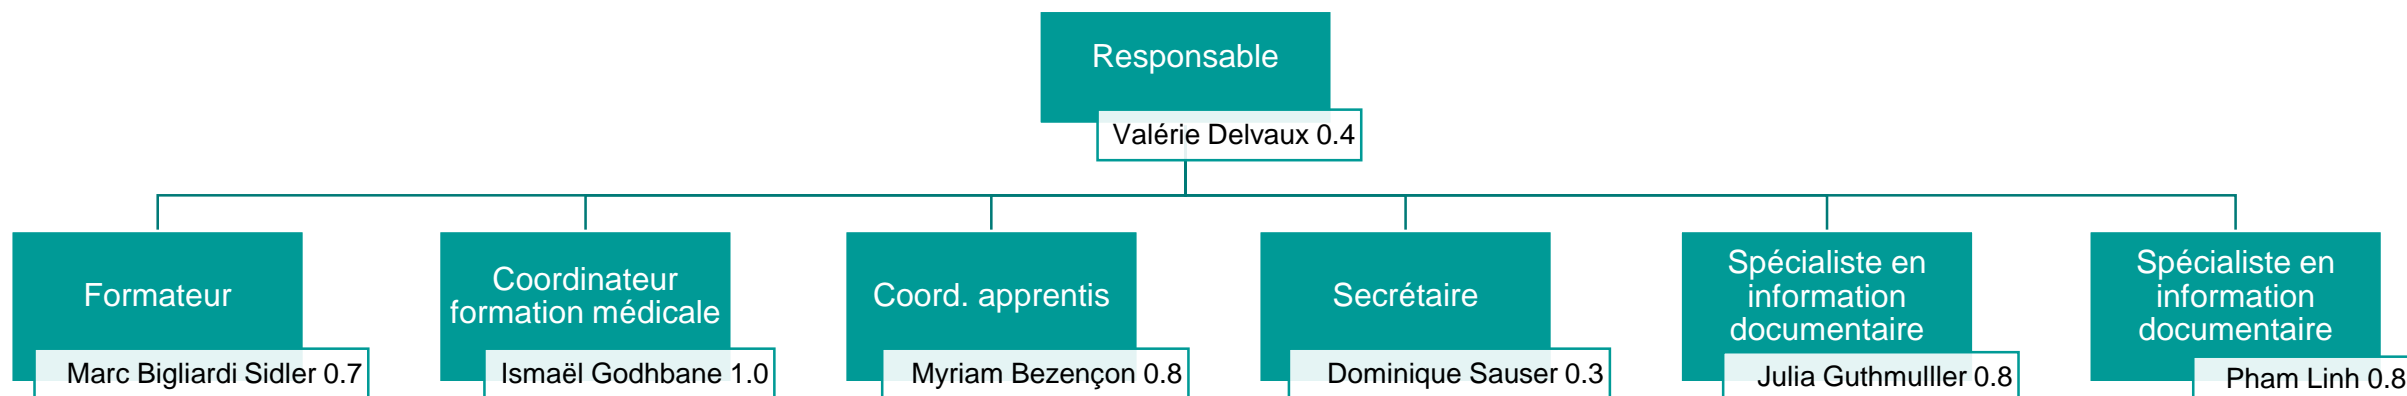 Responsable
Valérie Delvaux 0.4
Formateur
Marc Bigliardi Sidler 0.7
Coordinateur
formation médicale
Ismaël Godhbane 1.0
Coord. apprentis
Myriam Bezençon 0.8
Secrétaire
Dominique Sauser 0.3
Spécialiste en
information
documentaire
Julia Guthmulller 0.8
Spécialiste en
information
documentaire
Pham Linh 0.8